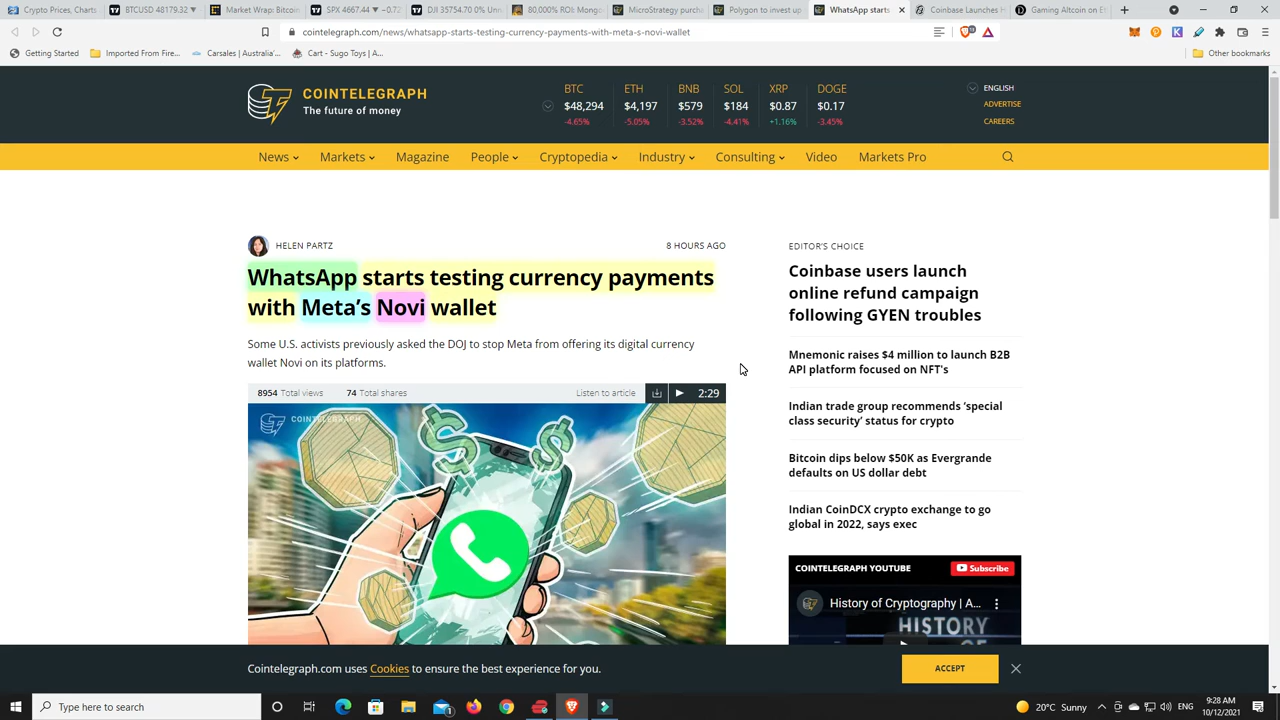 Crypto Prices, Charts
BTCUSD 48179.32 ▼
Market Wrap: Bitcoin
SPX 4667.44 ▼ −0.72
DJI 35754.70 0% Unn
80,000% ROI: Mong
MicroStrategy purch
Polygon to invest up
WhatsApp starts
Coinbase Launches H
Gaming Altcoin on E
cointelegraph.com/news/whatsapp-starts-testing-currency-payments-with-meta-s-novi-wallet
Getting Started
Imported From Fire...
Carsales | Australia'...
Cart - Sugo Toys | A...
Other bookmarks
COINTELEGRAPH
The future of money
BTC ETH BNB SOL XRP DOGE
$48,294 $4,197 $579 $184 $0.87 $0.17
-4.65% -5.05% -3.52% -4.41% +1.16% -3.45%
ENGLISH
ADVERTISE
CAREERS
News Markets Magazine People Cryptopedia Industry Consulting Video Markets Pro
HELEN PARTZ
8 HOURS AGO
WhatsApp starts testing currency payments
with Meta's Novi wallet
Some U.S. activists previously asked the DOJ to stop Meta from offering its digital currency
wallet Novi on its platforms.
8954 Total views 74 Total shares Listen to article 2:29
COINTELEGRAPH
EDITOR'S CHOICE
Coinbase users launch
online refund campaign
following GYEN troubles
Mnemonic raises $4 million to launch B2B
API platform focused on NFT's
Indian trade group recommends 'special
class security' status for crypto
Bitcoin dips below $50K as Evergrande
defaults on US dollar debt
Indian CoinDCX crypto exchange to go
global in 2022, says exec
COINTELEGRAPH YOUTUBE
Subscribe
History of Cryptography | A...
HISTORY
OF
Cointelegraph.com uses Cookies to ensure the best experience for you.
ACCEPT
Type here to search
20°C Sunny
ENG
9:28 AM
10/12/2021